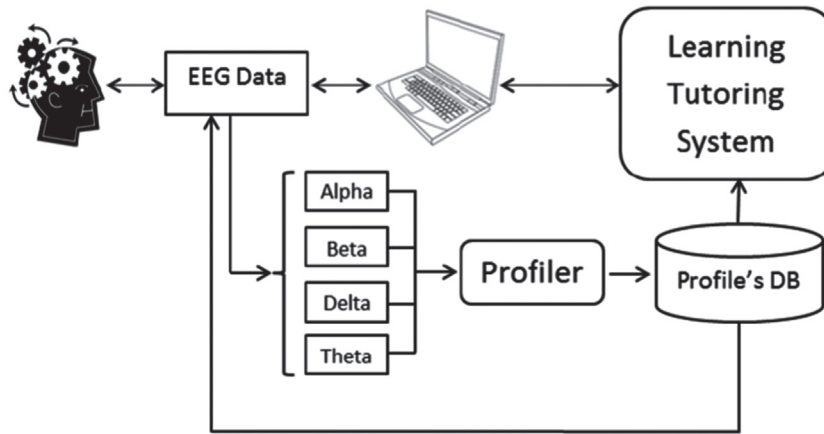 EEG Data
Learning
Tutoring
System
Alpha
Beta
Delta
Theta
Profiler
Profile's DB